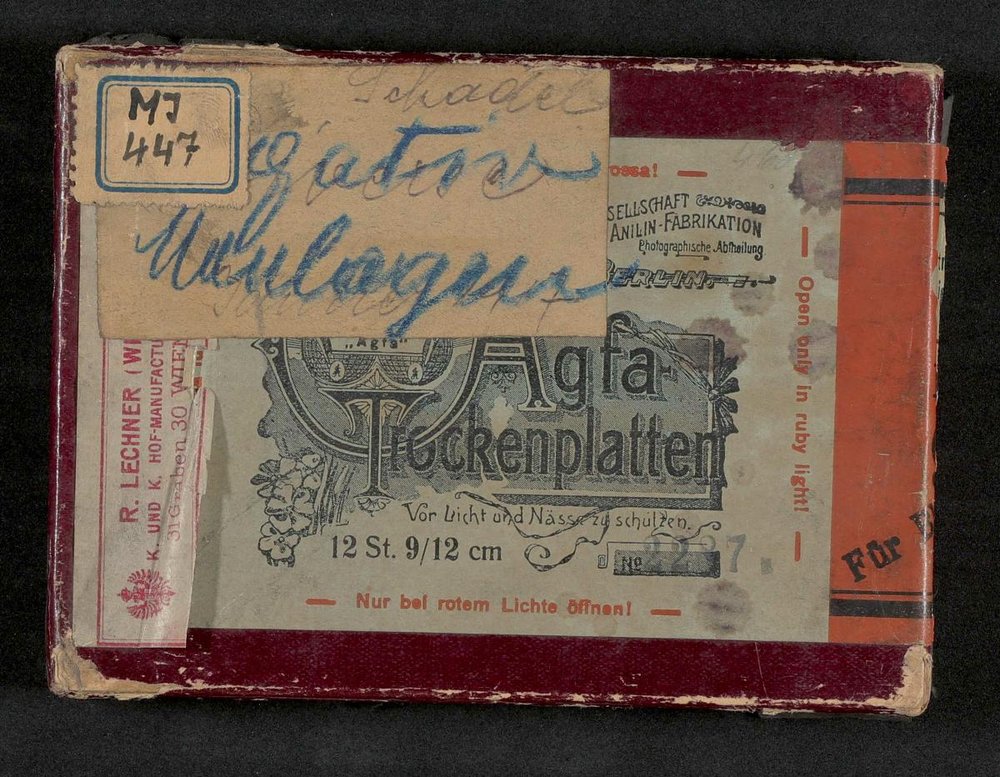 MJ
447
Schädel
rossa!
SELLSCHAFT
ANILIN-FABRIKATION
Photographische Abtheilung
BERLIN
„Agfa“
Agfa-
Trockenplatten
Vor Licht und Nässe zu schützen.
12 St. 9/12 cm
No 2227.
Nur bei rotem Lichte öffnen!
Open only in ruby light!
Für
R. LECHNER (WI
K. UND K. HOF-MANUFACTU
31 Graben 30 WIEN